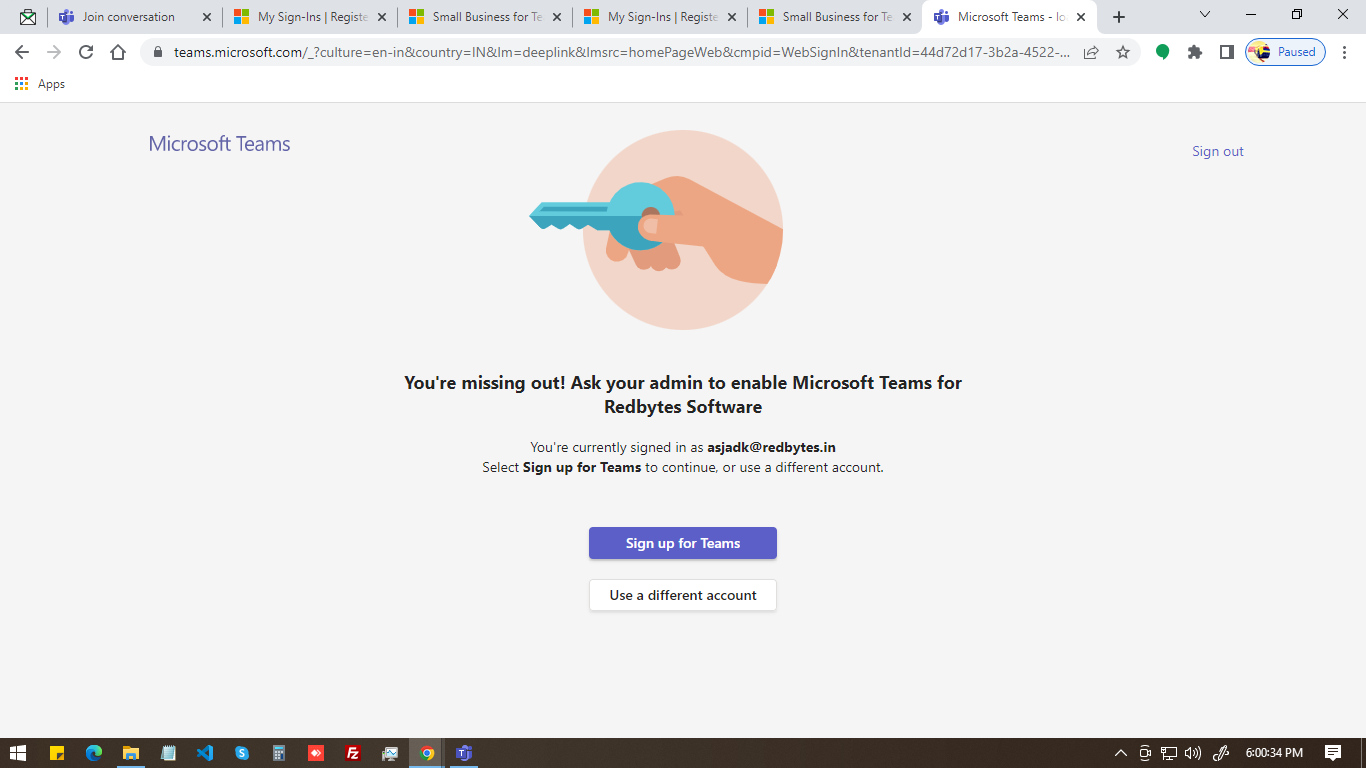 Join conversation
My Sign-Ins | Registe
Small Business for Te
My Sign-Ins | Registe
Small Business for Te
Microsoft Teams - lo
teams.microsoft.com/_?culture=en-in&country=IN&lm=deeplink&lmsrc=homePageWeb&cmpid=WebSignIn&tenantId=44d72d17-3b2a-4522-...
Paused
Apps
Microsoft Teams
Sign out
You're missing out! Ask your admin to enable Microsoft Teams for
Redbytes Software
You're currently signed in as asjadk@redbytes.in
Select Sign up for Teams to continue, or use a different account.
Sign up for Teams
Use a different account
6:00:34 PM